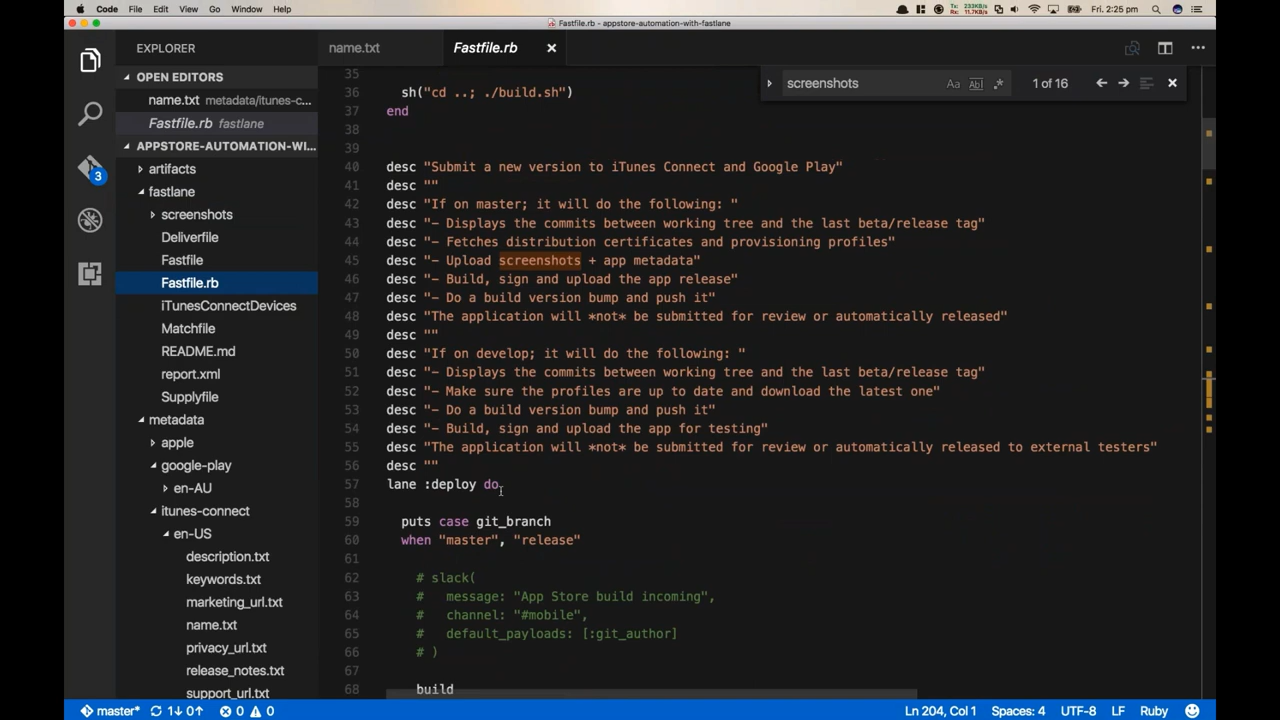 Code File Edit View Go Window Help
Tx: 233KB/s
Rx: 11.7KB/s
Fri. 2:25 pm
Fastfile.rb - appstore-automation-with-fastlane
EXPLORER
OPEN EDITORS
name.txt metadata/itunes-c...
Fastfile.rb fastlane
APPSTORE-AUTOMATION-WI...
artifacts
fastlane
screenshots
Deliverfile
Fastfile
Fastfile.rb
iTunesConnectDevices
Matchfile
README.md
report.xml
Supplyfile
metadata
apple
google-play
en-AU
itunes-connect
en-US
description.txt
keywords.txt
marketing_url.txt
name.txt
privacy_url.txt
release_notes.txt
support_url.txt
3
name.txt
Fastfile.rb
screenshots Aa Abl .* 1 of 16
35
36 sh("cd ..; ./build.sh")
37 end
38
39
40 desc "Submit a new version to iTunes Connect and Google Play"
41 desc ""
42 desc "If on master; it will do the following: "
43 desc "- Displays the commits between working tree and the last beta/release tag"
44 desc "- Fetches distribution certificates and provisioning profiles"
45 desc "- Upload screenshots + app metadata"
46 desc "- Build, sign and upload the app release"
47 desc "- Do a build version bump and push it"
48 desc "The application will *not* be submitted for review or automatically released"
49 desc ""
50 desc "If on develop; it will do the following: "
51 desc "- Displays the commits between working tree and the last beta/release tag"
52 desc "- Make sure the profiles are up to date and download the latest one"
53 desc "- Do a build version bump and push it"
54 desc "- Build, sign and upload the app for testing"
55 desc "The application will *not* be submitted for review or automatically released to external testers"
56 desc ""
57 lane :deploy do
58
59 puts case git_branch
60 when "master", "release"
61
62 # slack(
63 #   message: "App Store build incoming",
64 #   channel: "#mobile",
65 #   default_payloads: [:git_author]
66 # )
67
68 build
master* 1↓ 0↑ 0 0 Ln 204, Col 1 Spaces: 4 UTF-8 LF Ruby